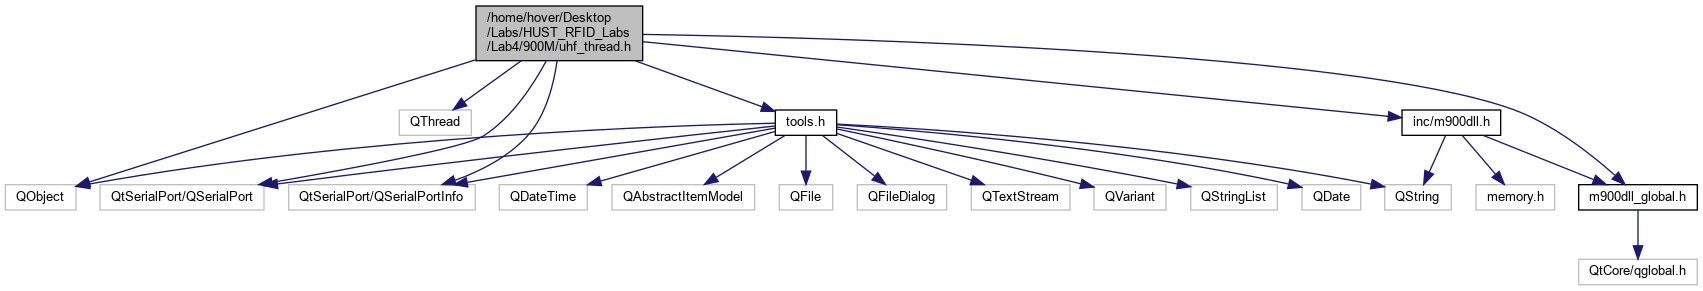 /home/hover/Desktop
/Labs/HUST_RFID_Labs
/Lab4/900M/uhf_thread.h
QThread
tools.h
inc/m900dll.h
QObject
QtSerialPort/QSerialPort
QtSerialPort/QSerialPortInfo
QDateTime
QAbstractItemModel
QFile
QFileDialog
QTextStream
QVariant
QStringList
QDate
QString
memory.h
m900dll_global.h
QtCore/qglobal.h